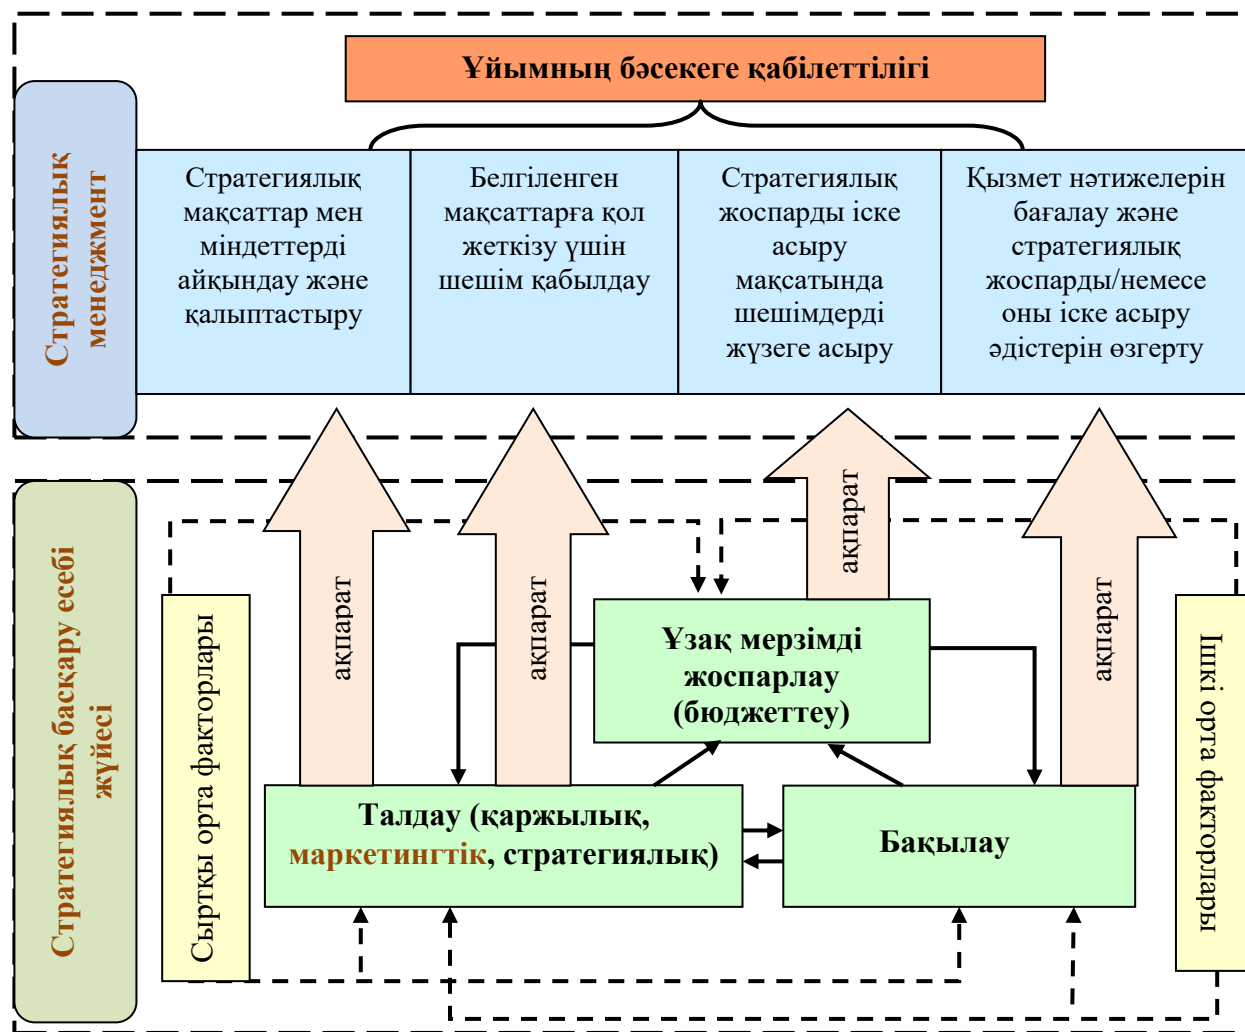 Ұйымның бәсекеге қабілеттілігі
Стратегиялық
менеджмент
Стратегиялық
мақсаттар мен
міндеттерді
айқындау және
қалыптастыру
Белгіленген
мақсаттарға қол
жеткізу үшін
шешім қабылдау
Стратегиялық
жоспарды іске
асыру
мақсатында
шешімдерді
жүзеге асыру
Қызмет нәтижелерін
бағалау және
стратегиялық
жоспарды/немесе
оны іске асыру
әдістерін өзгерту
Стратегиялық басқару есебі
жүйесі
Сыртқы орта факторлары
ақпарат
ақпарат
ақпарат
ақпарат
Ішкі орта факторлары
Ұзақ мерзімді
жоспарлау
(бюджеттеу)
Талдау (қаржылық,
маркетингтік, стратегиялық)
Бақылау